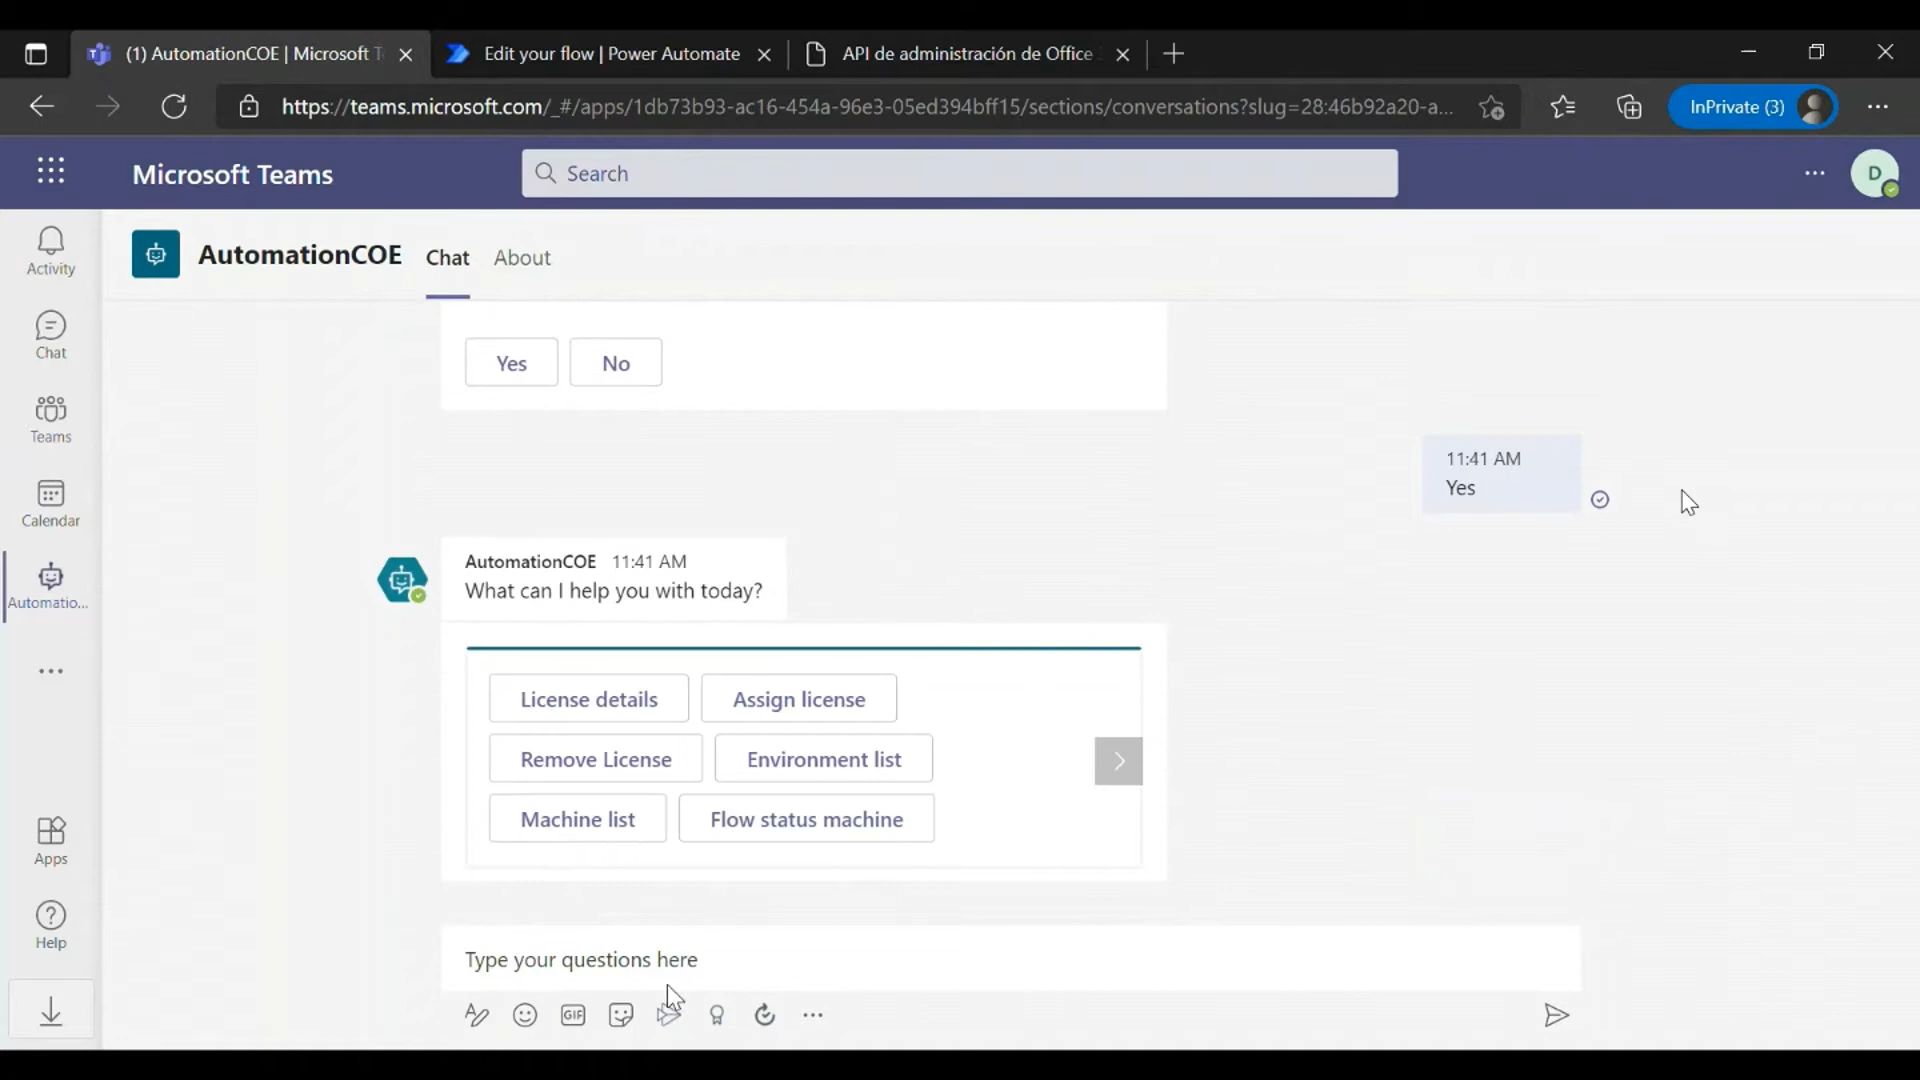 (1) AutomationCOE | Microsoft T
Edit your flow | Power Automate
API de administración de Office
https://teams.microsoft.com/_#/apps/1db73b93-ac16-454a-96e3-05ed394bff15/sections/conversations?slug=28:46b92a20-a...
InPrivate (3)
Microsoft Teams
Search
D
Activity
Chat
Teams
Calendar
Automatio...
Apps
Help
AutomationCOE
Chat
About
Yes
No
11:41 AM
Yes
AutomationCOE 11:41 AM
What can I help you with today?
License details
Assign license
Remove License
Environment list
Machine list
Flow status machine
Type your questions here
GIF